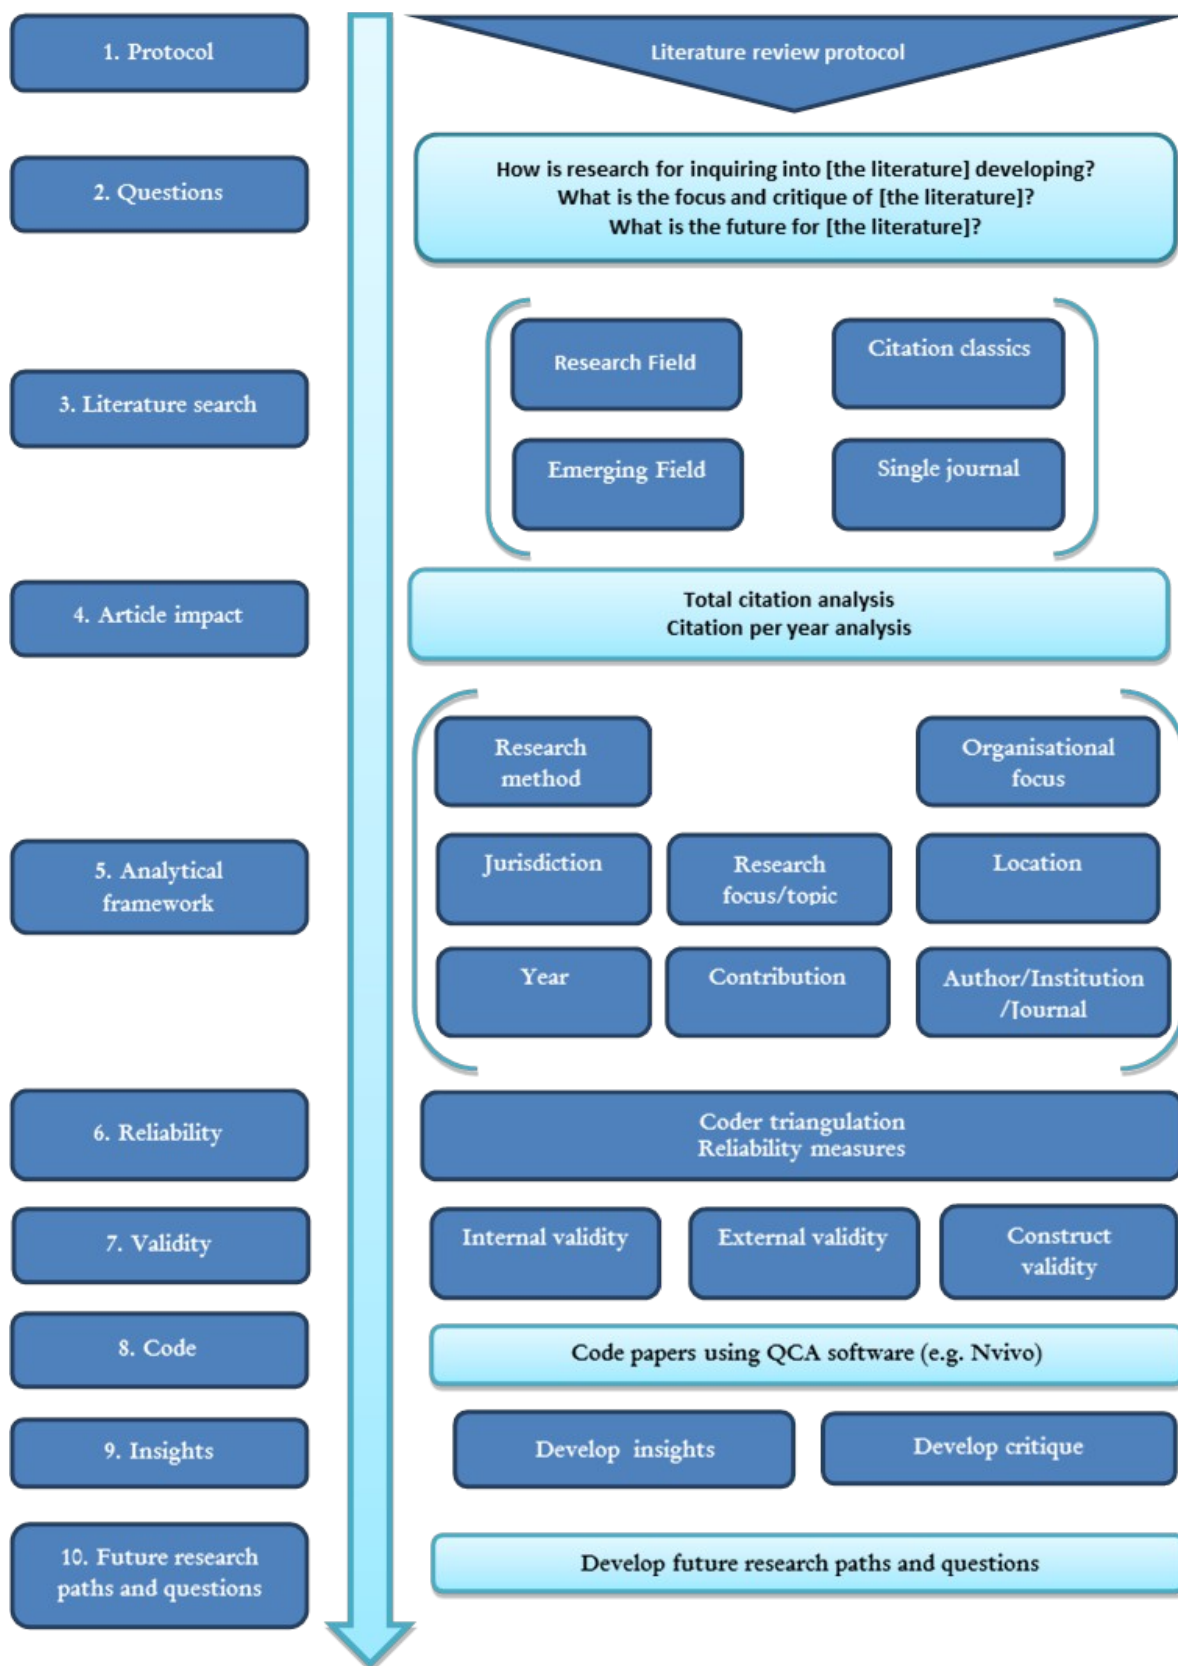 1. Protocol
Literature review protocol
2. Questions
How is research for inquiring into [the literature] developing?
What is the focus and critique of [the literature]?
What is the future for [the literature]?
3. Literature search
Research Field
Citation classics
Emerging Field
Single journal
4. Article impact
Total citation analysis
Citation per year analysis
5. Analytical
framework
Research
method
Organisational
focus
Jurisdiction
Research
focus/topic
Location
Year
Contribution
Author/Institution
/Journal
6. Reliability
Coder triangulation
Reliability measures
7. Validity
Internal validity
External validity
Construct
validity
8. Code
Code papers using QCA software (e.g. Nvivo)
9. Insights
Develop insights
Develop critique
10. Future research
paths and questions
Develop future research paths and questions